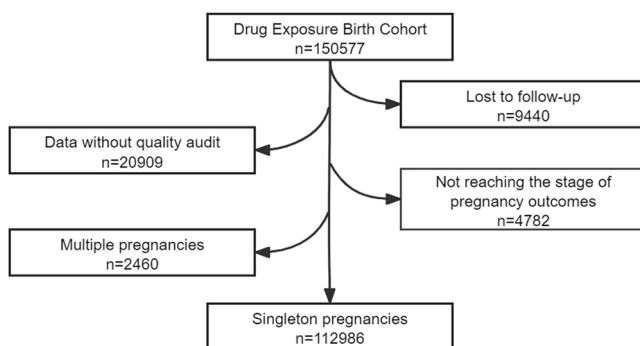 Drug Exposure Birth Cohort
n=150577
Lost to follow-up
n=9440
Data without quality audit
n=20909
Not reaching the stage of
pregnancy outcomes
n=4782
Multiple pregnancies
n=2460
Singleton pregnancies
n=112986